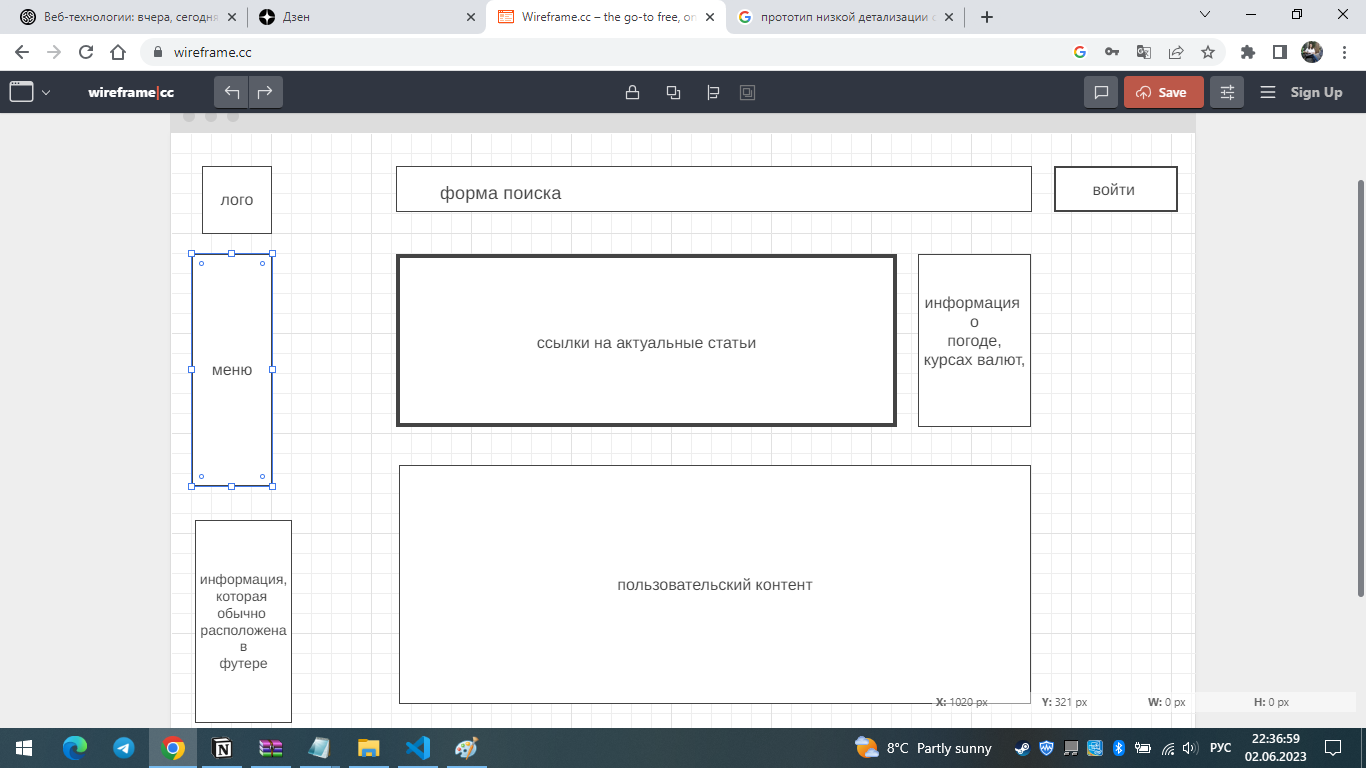 Веб-технологии: вчера, сегодня
Дзен
Wireframe.cc – the go-to free, on
прототип низкой детализации с
wireframe.cc
wireframe|cc
Save
Sign Up
лого
форма поиска
войти
меню
ссылки на актуальные статьи
информация
о
погоде,
курсах валют,
пользовательский контент
информация,
которая
обычно
расположена
в
футере
X: 1020 px Y: 321 px W: 0 px H: 0 px
8°C Partly sunny
РУС
22:36:59
02.06.2023